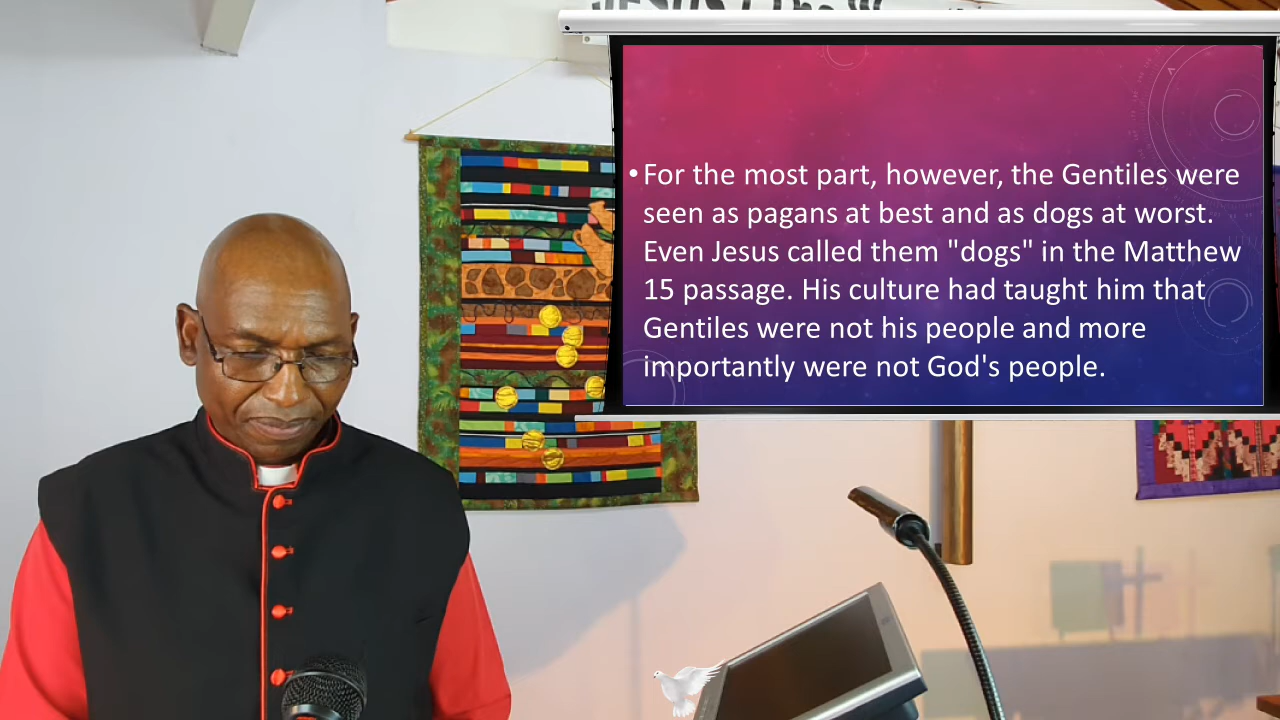 JESUS
• For the most part, however, the Gentiles were
seen as pagans at best and as dogs at worst.
Even Jesus called them "dogs" in the Matthew
15 passage. His culture had taught him that
Gentiles were not his people and more
importantly were not God's people.